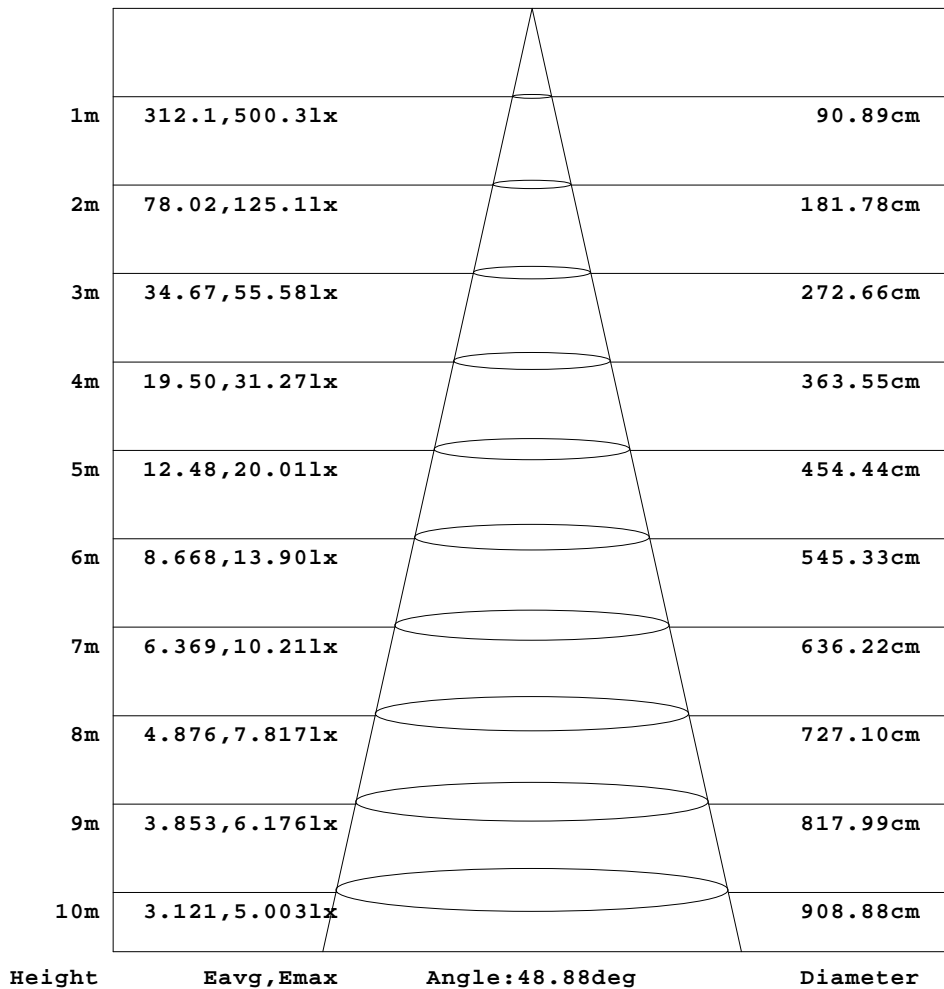 1m 312.1,500.3lx 90.89cm
2m 78.02,125.1lx 181.78cm
3m 34.67,55.58lx 272.66cm
4m 19.50,31.27lx 363.55cm
5m 12.48,20.01lx 454.44cm
6m 8.668,13.90lx 545.33cm
7m 6.369,10.21lx 636.22cm
8m 4.876,7.817lx 727.10cm
9m 3.853,6.176lx 817.99cm
10m 3.121,5.003lx 908.88cm
Height Eavg,Emax Angle:48.88deg Diameter